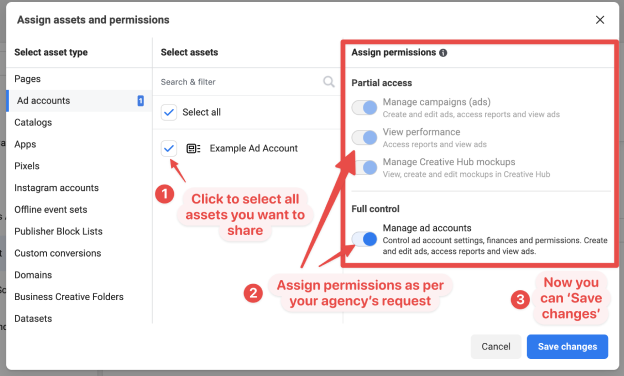 Assign assets and permissions
Select asset type
Pages
Ad accounts
1
Catalogs
Apps
Pixels
Instagram accounts
Offline event sets
Publisher Block Lists
Custom conversions
Domains
Business Creative Folders
Datasets
Select assets
Search & filter
Select all
Example Ad Account
1
Click to select all
assets you want to
share
Assign permissions
Partial access
Manage campaigns (ads)
Create and edit ads, access reports and view ads
View performance
Access reports and view ads
Manage Creative Hub mockups
View, create and edit mockups in Creative Hub
Full control
Manage ad accounts
Control ad account settings, finances and permissions. Create
and edit ads, access reports and view ads.
2
Assign permissions as per
your agency's request
3
Now you
can 'Save
changes'
Cancel
Save changes